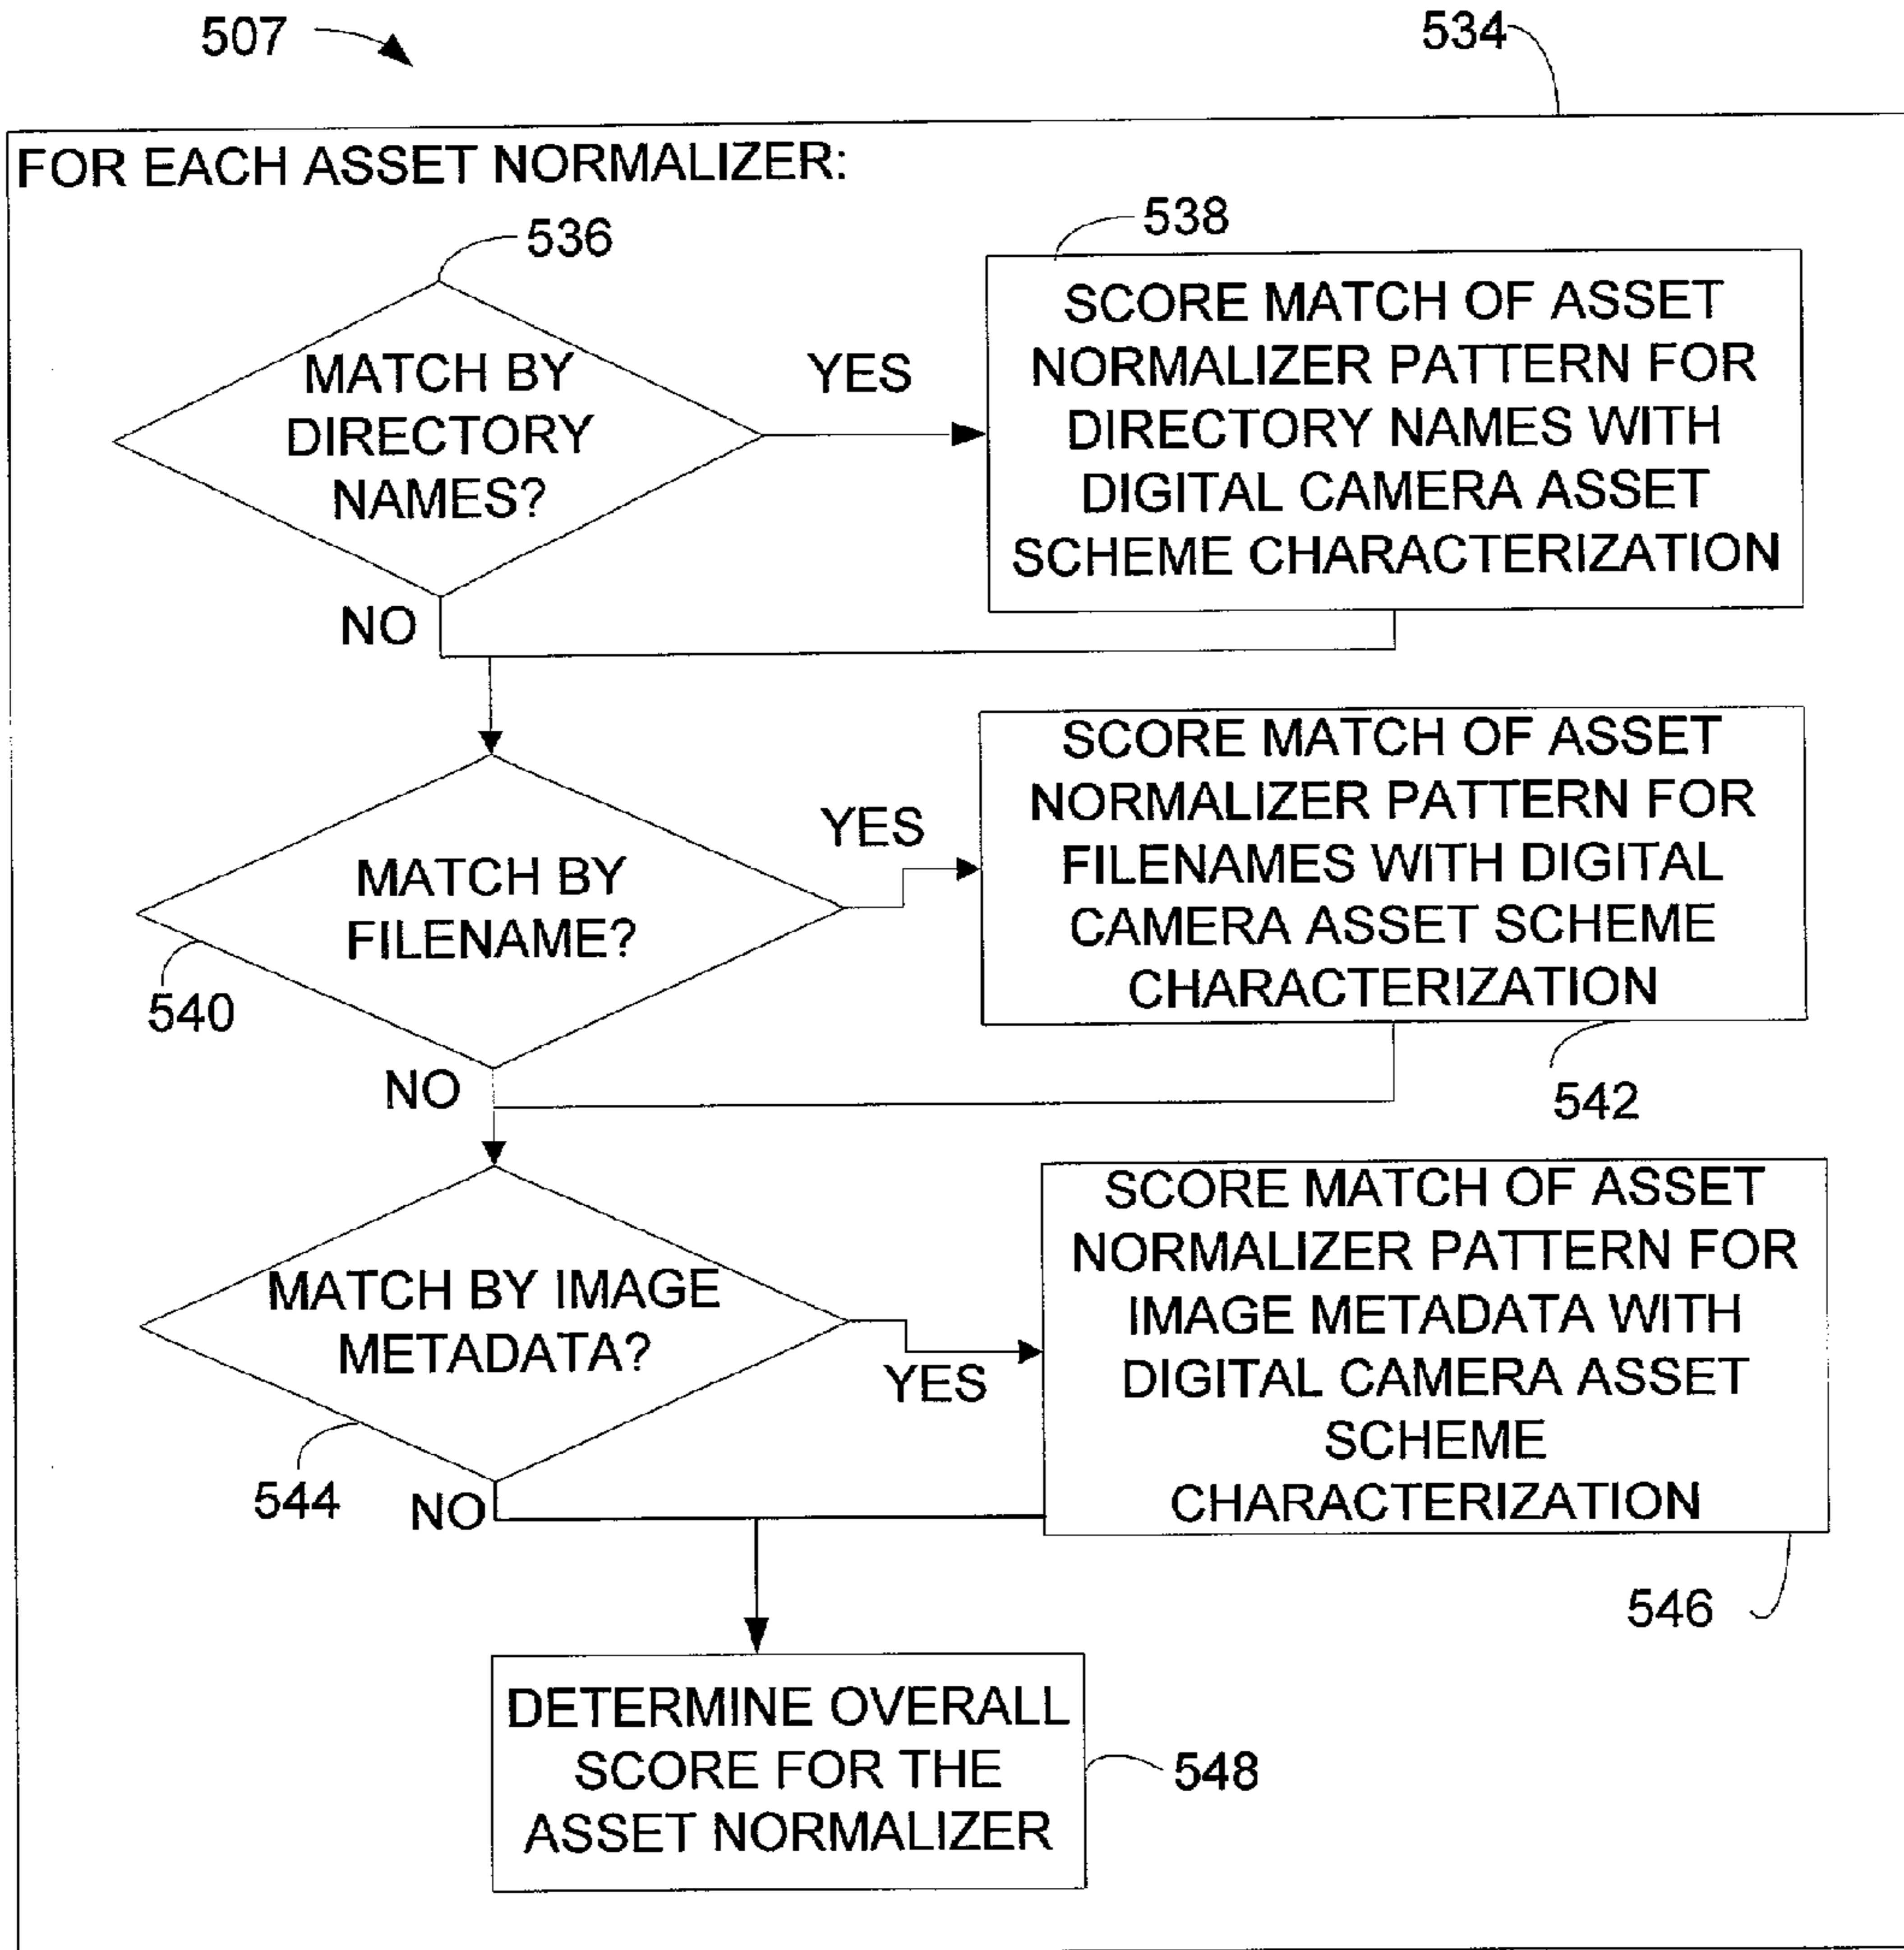 507
534
FOR EACH ASSET NORMALIZER:
536
538
MATCH BY
DIRECTORY
NAMES?
YES
SCORE MATCH OF ASSET
NORMALIZER PATTERN FOR
DIRECTORY NAMES WITH
DIGITAL CAMERA ASSET
SCHEME CHARACTERIZATION
NO
MATCH BY
FILENAME?
540
YES
SCORE MATCH OF ASSET
NORMALIZER PATTERN FOR
FILENAMES WITH DIGITAL
CAMERA ASSET SCHEME
CHARACTERIZATION
542
NO
MATCH BY IMAGE
METADATA?
544
YES
SCORE MATCH OF ASSET
NORMALIZER PATTERN FOR
IMAGE METADATA WITH
DIGITAL CAMERA ASSET
SCHEME
CHARACTERIZATION
546
NO
DETERMINE OVERALL
SCORE FOR THE
ASSET NORMALIZER
548